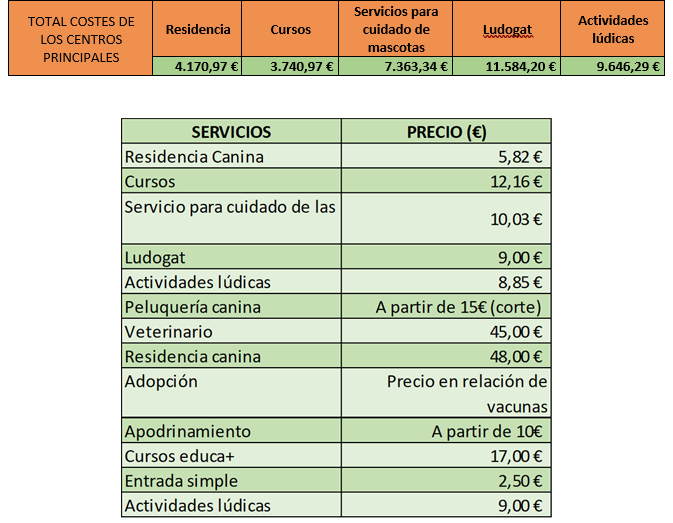 TOTAL COSTES DE
LOS CENTROS
PRINCIPALES
Residencia
Cursos
Servicios para
cuidado de
mascotas
Ludogat
Actividades
lúdicas
4.170,97 €
3.740,97 €
7.363,34 €
11.584,20 €
9.646,29 €
SERVICIOS
PRECIO (€)
Residencia Canina
5,82 €
Cursos
12,16 €
Servicio para cuidado de las
10,03 €
Ludogat
9,00 €
Actividades lúdicas
8,85 €
Peluquería canina
A partir de 15€ (corte)
Veterinario
45,00 €
Residencia canina
48,00 €
Adopción
Precio en relación de
vacunas
Apodrinamiento
A partir de 10€
Cursos educa+
17,00 €
Entrada simple
2,50 €
Actividades lúdicas
9,00 €